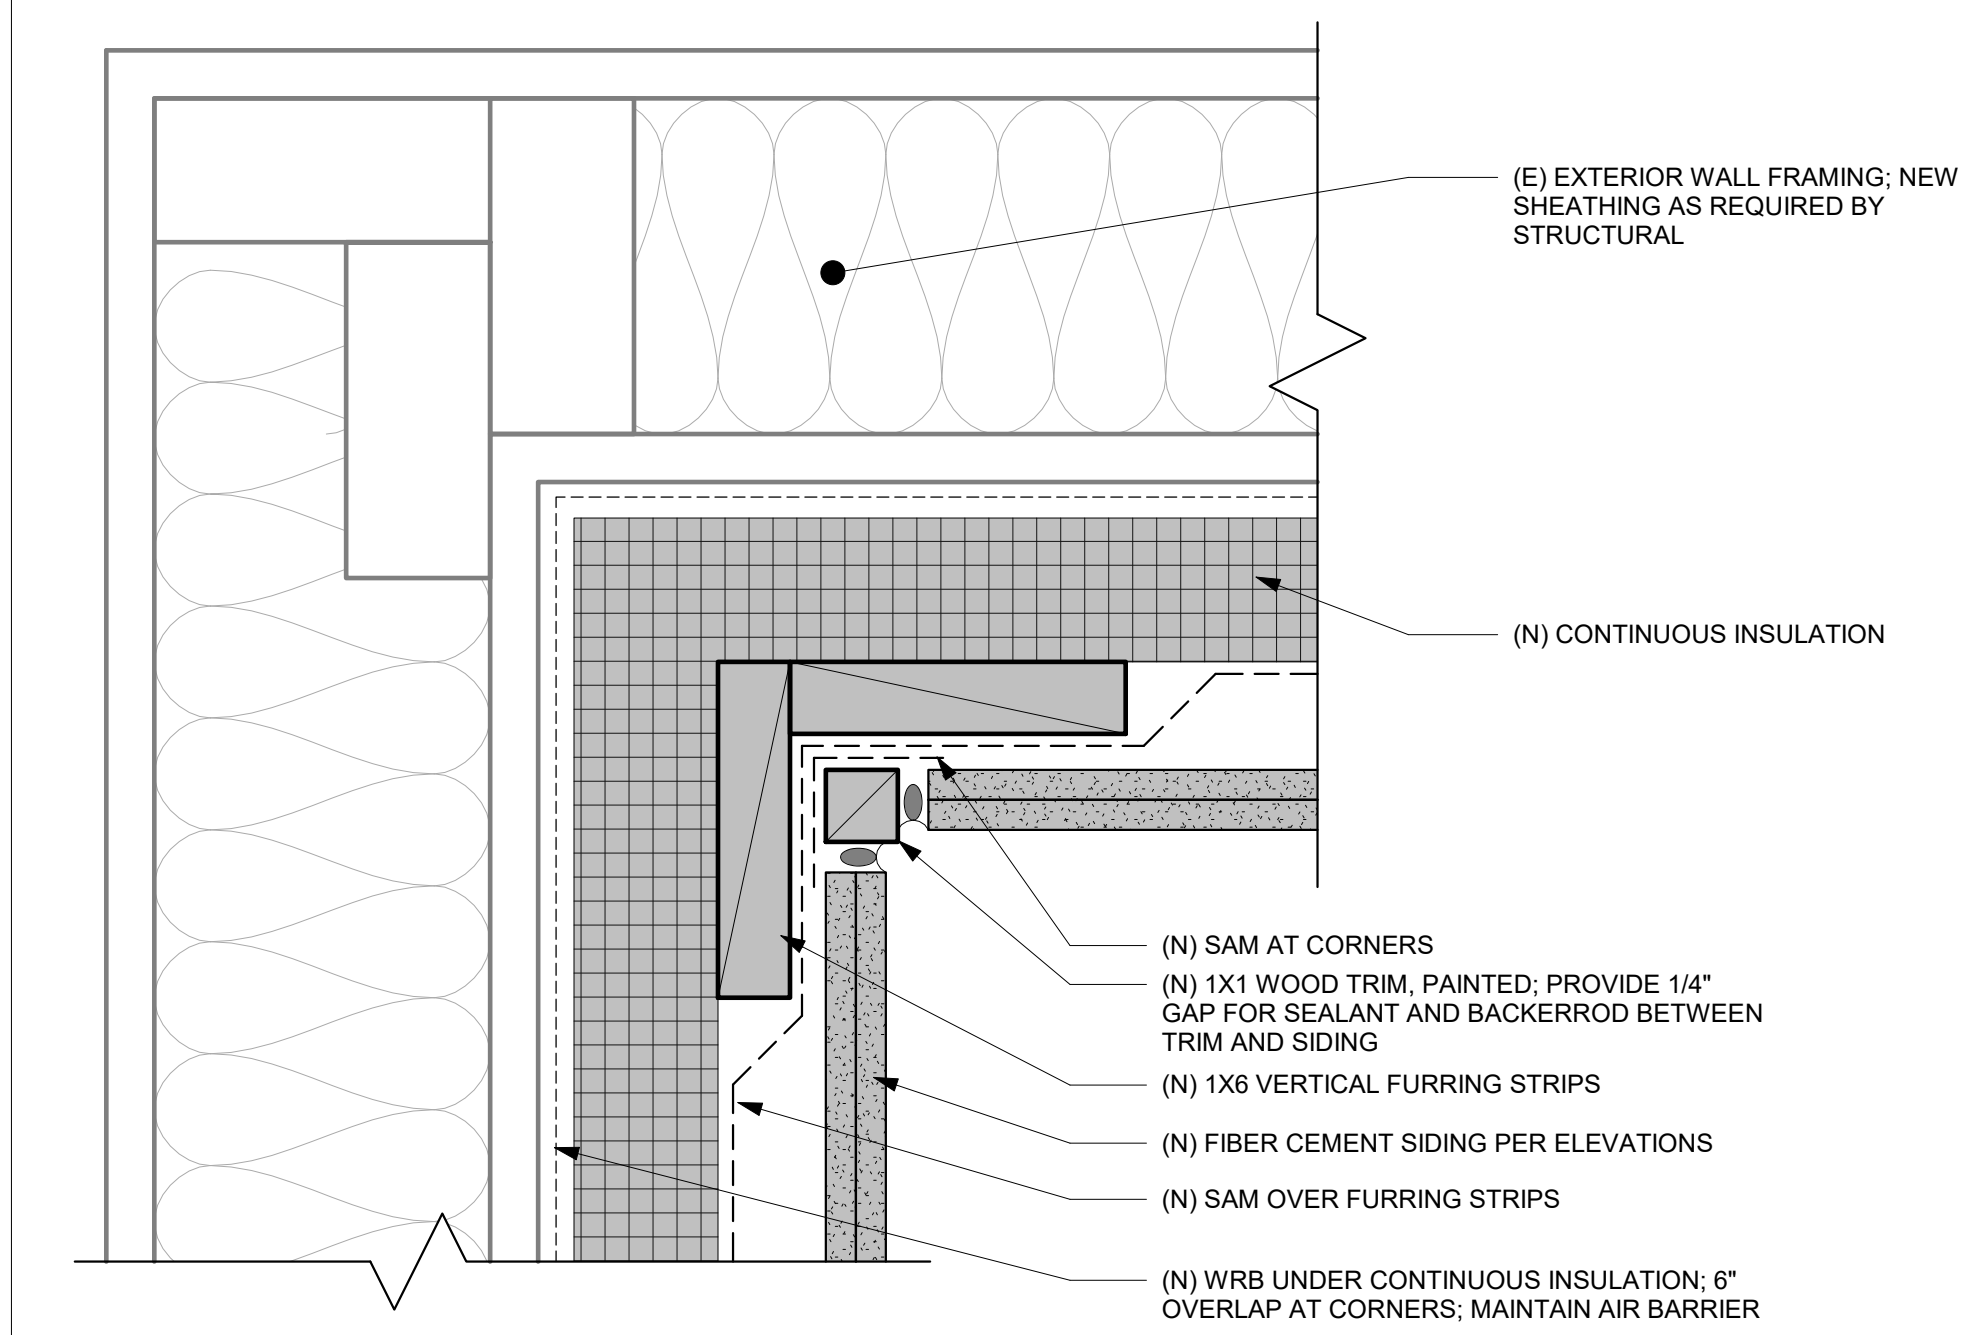 (E) EXTERIOR WALL FRAMING; NEW
SHEATHING AS REQUIRED BY
STRUCTURAL
(N) CONTINUOUS INSULATION
(N) SAM AT CORNERS
(N) 1X1 WOOD TRIM, PAINTED; PROVIDE 1/4"
GAP FOR SEALANT AND BACKERROD BETWEEN
TRIM AND SIDING
(N) 1X6 VERTICAL FURRING STRIPS
(N) FIBER CEMENT SIDING PER ELEVATIONS
(N) SAM OVER FURRING STRIPS
(N) WRB UNDER CONTINUOUS INSULATION; 6"
OVERLAP AT CORNERS; MAINTAIN AIR BARRIER